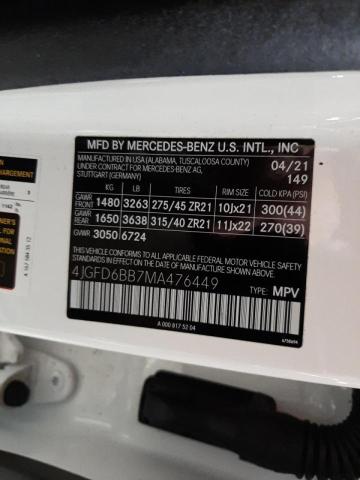 MFD BY MERCEDES-BENZ U.S. INTL., INC
MANUFACTURED IN USA (ALABAMA, TUSCALOOSA COUNTY) 04/21
UNDER CONTRACT FOR MERCEDES-BENZ AG, 149
STUTTGART (GERMANY)
KG LB TIRES RIM SIZE COLD KPA (PSI)
GAWR FRONT 1480 3263 275/45 ZR21 10Jx21 300(44)
GAWR REAR 1650 3638 315/40 ZR21 11Jx22 270(39)
GVWR 3050 6724
THIS VEHICLE CONFORMS TO ALL APPLICABLE FEDERAL MOTOR VEHICLE
SAFETY, BUMPER, AND THEFT PREVENTION STANDARDS IN EFFECT ON THE
DATE OF MANUFACTURE SHOWN ABOVE.
4JGFD6BB7MA476449
TYPE: MPV
A 000 817 52 04